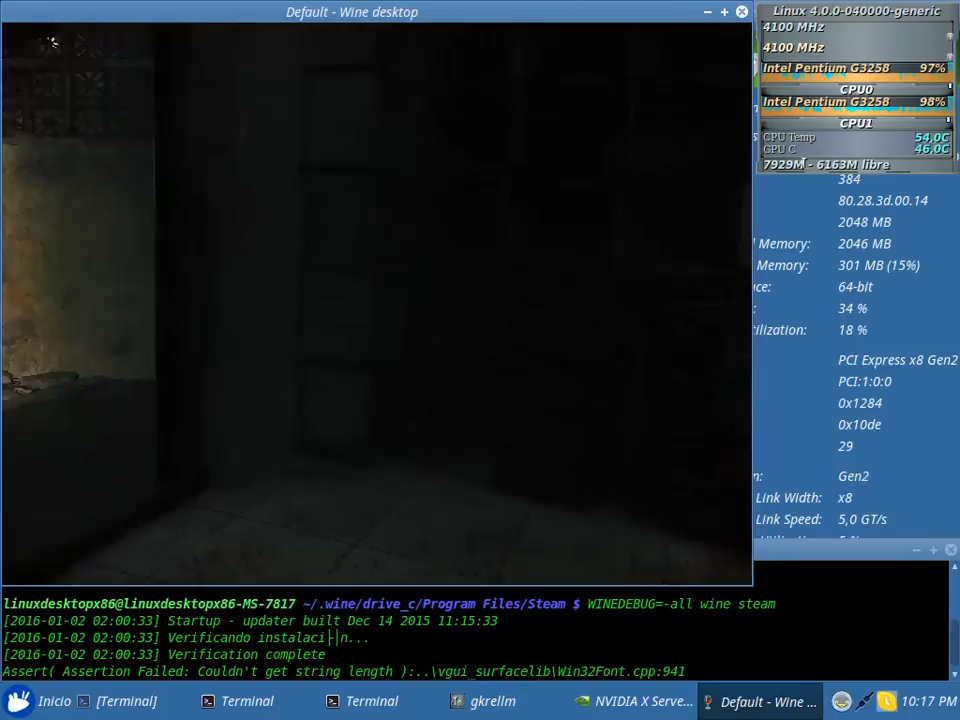 Default - Wine desktop
Linux 4.0.0-040000-generic
4100 MHz
4100 MHz
Intel Pentium G3258 97%
CPU0
Intel Pentium G3258 98%
CPU1
CPU Temp 54,0C
GPU C 46.0C
7929M - 6163M libre
384
80.28.3d.00.14
2048 MB
Memory: 2046 MB
Memory: 301 MB (15%)
ce: 64-bit
: 34 %
ilization: 18 %
PCI Express x8 Gen2
PCI:1:0:0
0x1284
0x10de
29
n: Gen2
Link Width: x8
Link Speed: 5,0 GT/s
linuxdesktopx86@linuxdesktopx86-MS-7817 ~/.wine/drive_c/Program Files/Steam $ WINEDEBUG=-all wine steam
[2016-01-02 02:00:33] Startup - updater built Dec 14 2015 11:15:33
[2016-01-02 02:00:33] Verificando instalaci├│n...
[2016-01-02 02:00:33] Verification complete
Assert( Assertion Failed: Couldn't get string length ):..\vgui_surfacelib\Win32Font.cpp:941
Inicio [Terminal] Terminal Terminal gkrellm NVIDIA X Serve... Default - Wine ... 10:17 PM